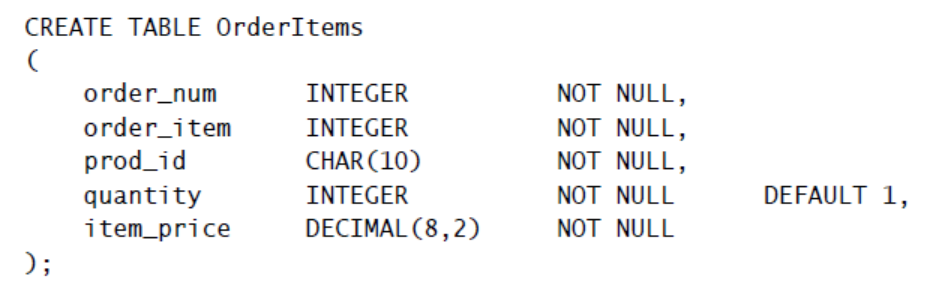 CREATE TABLE OrderItems
(
    order_num      INTEGER          NOT NULL,
    order_item     INTEGER          NOT NULL,
    prod_id        CHAR(10)         NOT NULL,
    quantity       INTEGER          NOT NULL      DEFAULT 1,
    item_price     DECIMAL(8,2)     NOT NULL
);